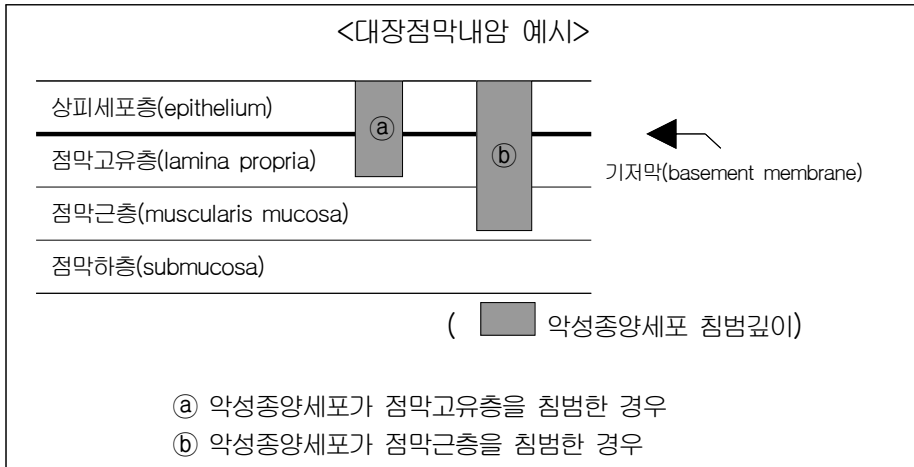 <대장점막내암 예시>
상피세포층(epithelium)
ⓐ
점막고유층(lamina propria)
ⓑ
기저막(basement membrane)
점막근층(muscularis mucosa)
점막하층(submucosa)
( 악성종양세포 침범깊이)
ⓐ 악성종양세포가 점막고유층을 침범한 경우
ⓑ 악성종양세포가 점막근층을 침범한 경우